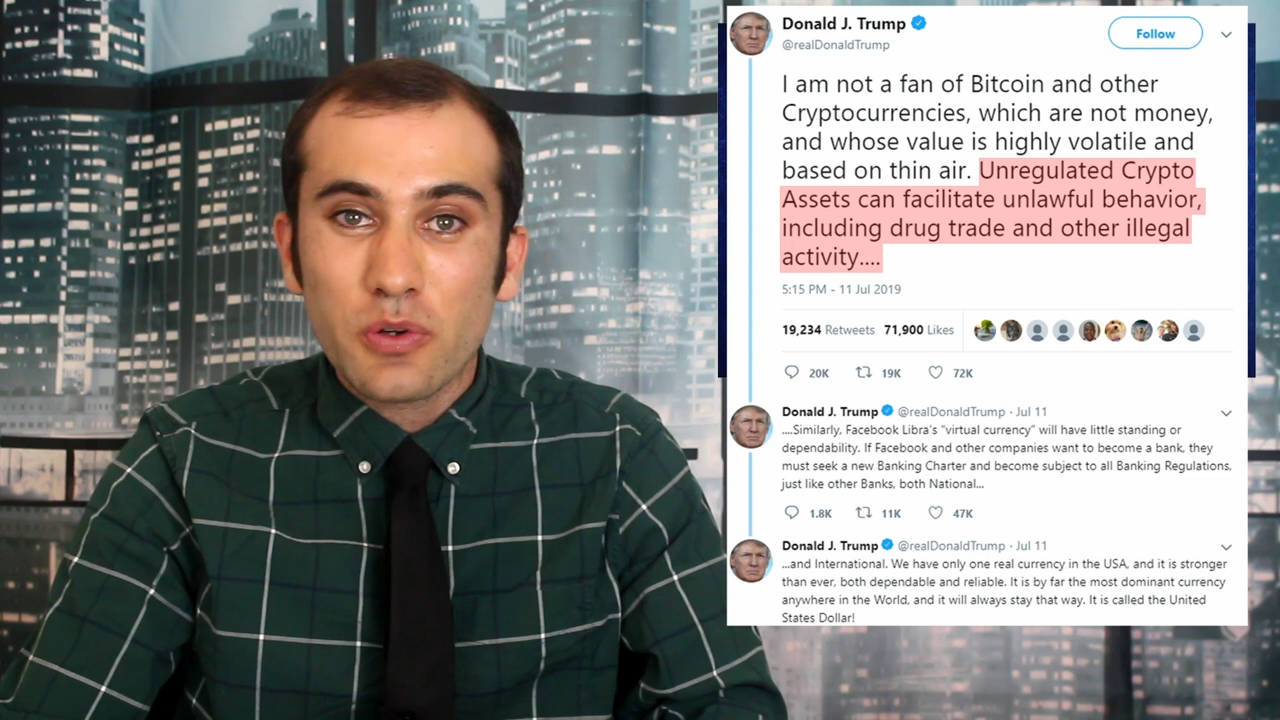 Donald J. Trump
@realDonaldTrump
Follow
I am not a fan of Bitcoin and other
Cryptocurrencies, which are not money,
and whose value is highly volatile and
based on thin air. Unregulated Crypto
Assets can facilitate unlawful behavior,
including drug trade and other illegal
activity....
5:15 PM - 11 Jul 2019
19,234 Retweets 71,900 Likes
20K 19K 72K
Donald J. Trump @realDonaldTrump · Jul 11
....Similarly, Facebook Libra's "virtual currency" will have little standing or
dependability. If Facebook and other companies want to become a bank, they
must seek a new Banking Charter and become subject to all Banking Regulations,
just like other Banks, both National...
1.8K 11K 47K
Donald J. Trump @realDonaldTrump · Jul 11
...and International. We have only one real currency in the USA, and it is stronger
than ever, both dependable and reliable. It is by far the most dominant currency
anywhere in the World, and it will always stay that way. It is called the United
States Dollar!